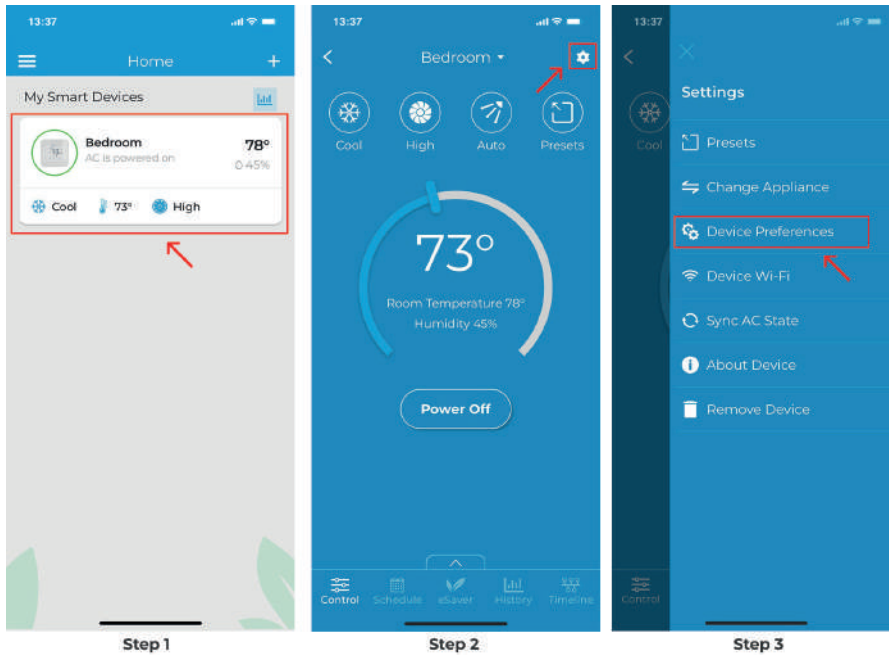 13:37
Home
My Smart Devices
Bedroom
AC is powered on
78°
45%
Cool
73°
High
Step 1
13:37
Bedroom
Cool
High
Auto
Presets
73°
Room Temperature 78°
Humidity 45%
Power Off
Control
Schedule
eSaver
History
Timeline
Step 2
13:37
Cool
Settings
Presets
Change Appliance
Device Preferences
Device Wi-Fi
Sync AC State
About Device
Remove Device
Control
Step 3